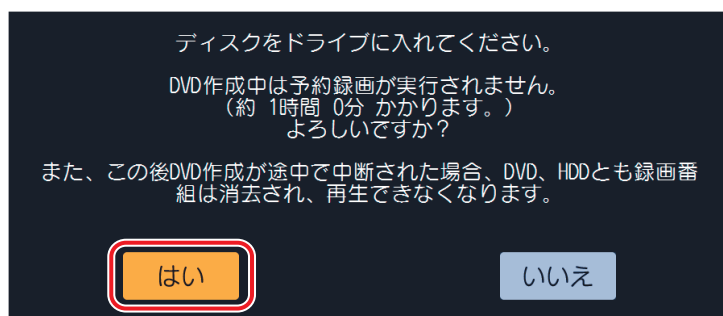 ディスクをドライブに入れてください。
DVD作成中は予約録画が実行されません。
（約 1時間 0分 かかります。）
よろしいですか？
また、この後DVD作成が途中で中断された場合、DVD、HDDとも録画番
組は消去され、再生できなくなります。
はい
いいえ